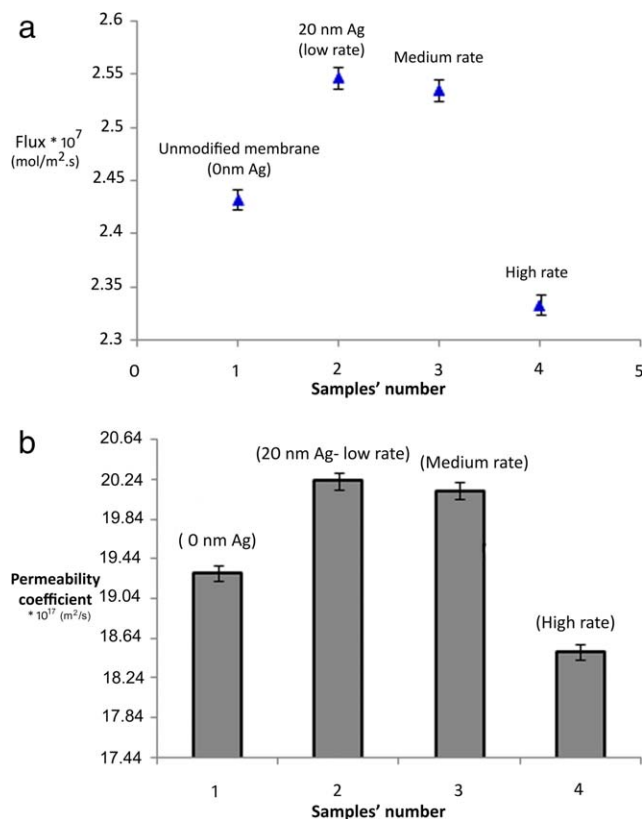 a
2.6
20 nm Ag
(low rate)
Medium rate
2.55
Flux * 10⁷
(mol/m².s)
2.5
Unmodified membrane
(0nm Ag)
2.45
2.4
High rate
2.35
2.3
0 1 2 3 4 5
Samples' number
b
20.64
(20 nm Ag- low rate)
(Medium rate)
20.24
19.84
( 0 nm Ag)
19.44
Permeability
coefficient
* 10¹⁷ (m²/s)
19.04
(High rate)
18.64
18.24
17.84
17.44
1 2 3 4
Samples' number